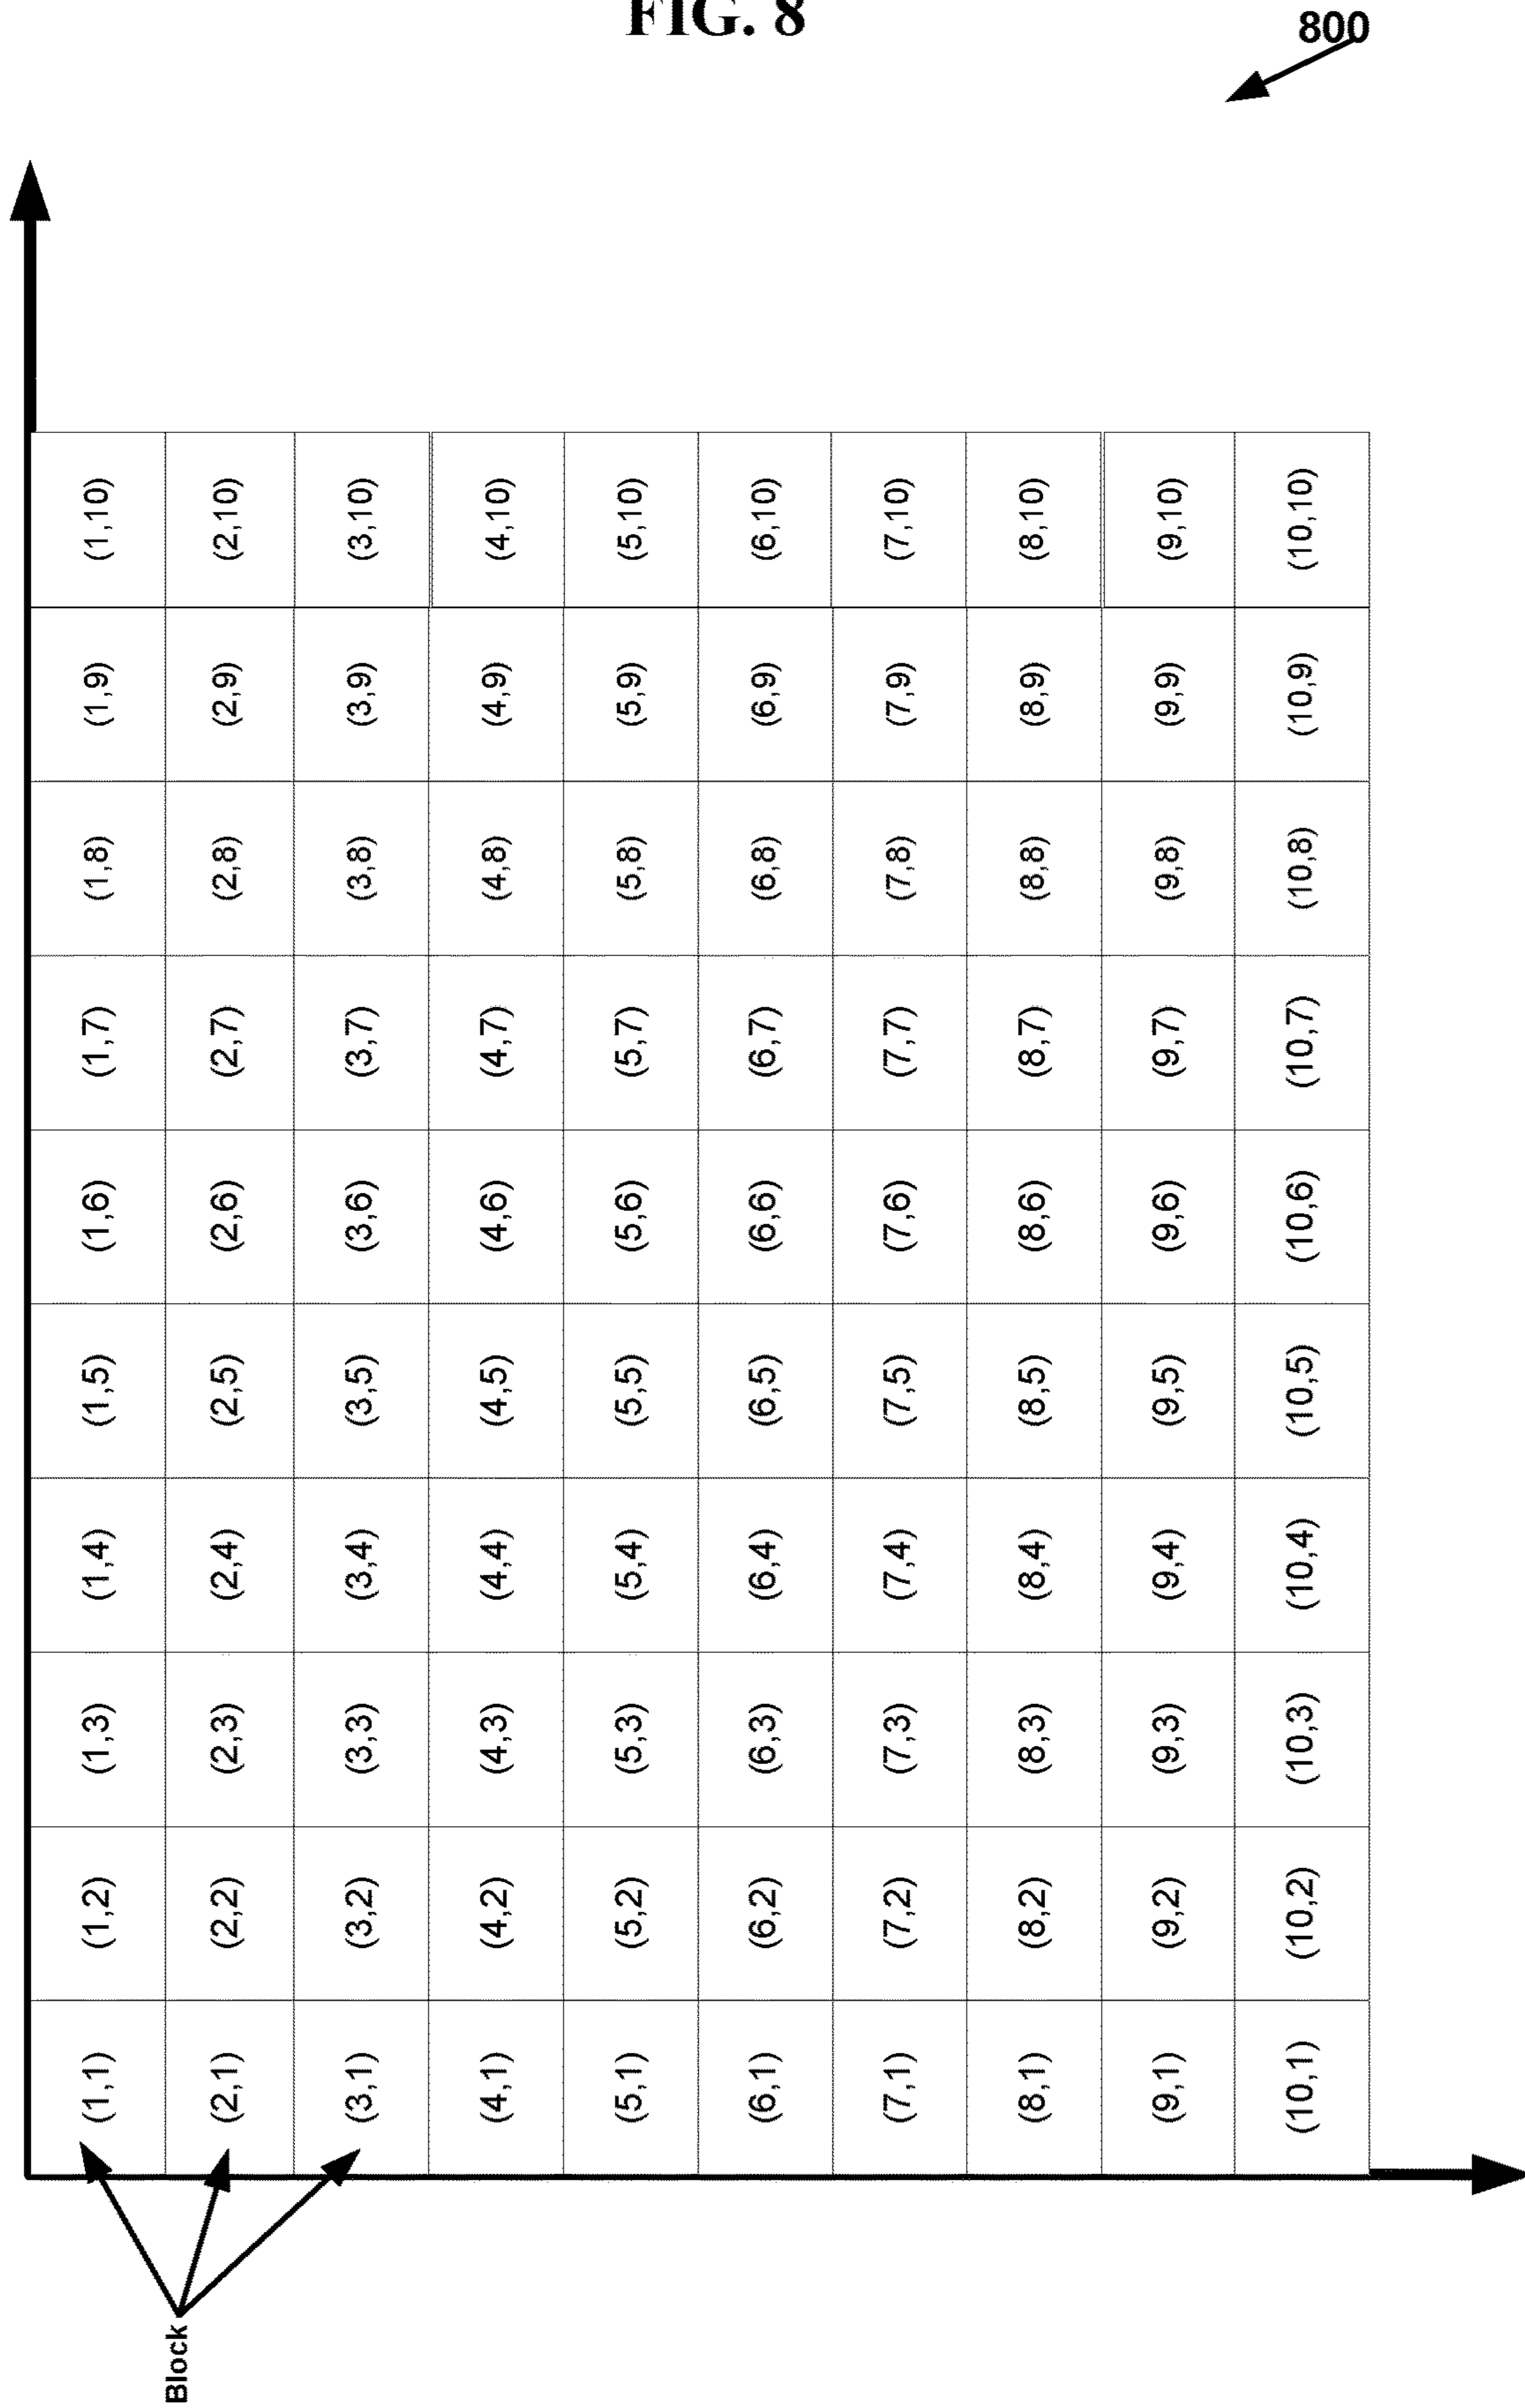 FIG. 8
800
Block
(1,1) (1,2) (1,3) (1,4) (1,5) (1,6) (1,7) (1,8) (1,9) (1,10)
(2,1) (2,2) (2,3) (2,4) (2,5) (2,6) (2,7) (2,8) (2,9) (2,10)
(3,1) (3,2) (3,3) (3,4) (3,5) (3,6) (3,7) (3,8) (3,9) (3,10)
(4,1) (4,2) (4,3) (4,4) (4,5) (4,6) (4,7) (4,8) (4,9) (4,10)
(5,1) (5,2) (5,3) (5,4) (5,5) (5,6) (5,7) (5,8) (5,9) (5,10)
(6,1) (6,2) (6,3) (6,4) (6,5) (6,6) (6,7) (6,8) (6,9) (6,10)
(7,1) (7,2) (7,3) (7,4) (7,5) (7,6) (7,7) (7,8) (7,9) (7,10)
(8,1) (8,2) (8,3) (8,4) (8,5) (8,6) (8,7) (8,8) (8,9) (8,10)
(9,1) (9,2) (9,3) (9,4) (9,5) (9,6) (9,7) (9,8) (9,9) (9,10)
(10,1) (10,2) (10,3) (10,4) (10,5) (10,6) (10,7) (10,8) (10,9) (10,10)